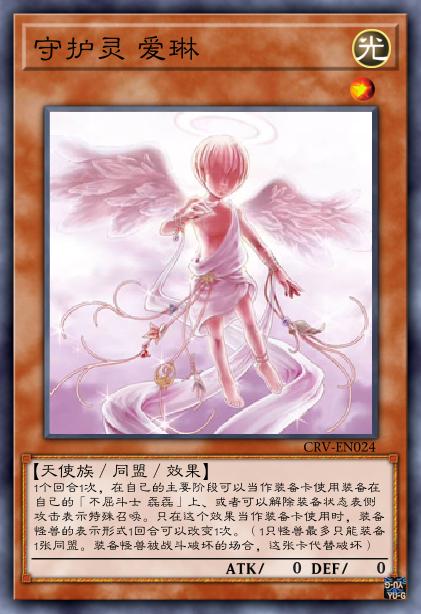 守护灵 爱琳
光
CRV-EN024
【天使族／同盟／效果】
1个回合1次，在自己的主要阶段可以当作装备卡使用装备在
自己的「不屈斗士 磊磊」上、或者可以解除装备状态表侧
攻击表示特殊召唤。只在这个效果当作装备卡使用时，装备
怪兽的表示形式1回合可以改变1次。（1只怪兽最多只能装备
1张同盟。装备怪兽被战斗破坏的场合，这张卡代替破坏）
ATK/ 0 DEF/ 0